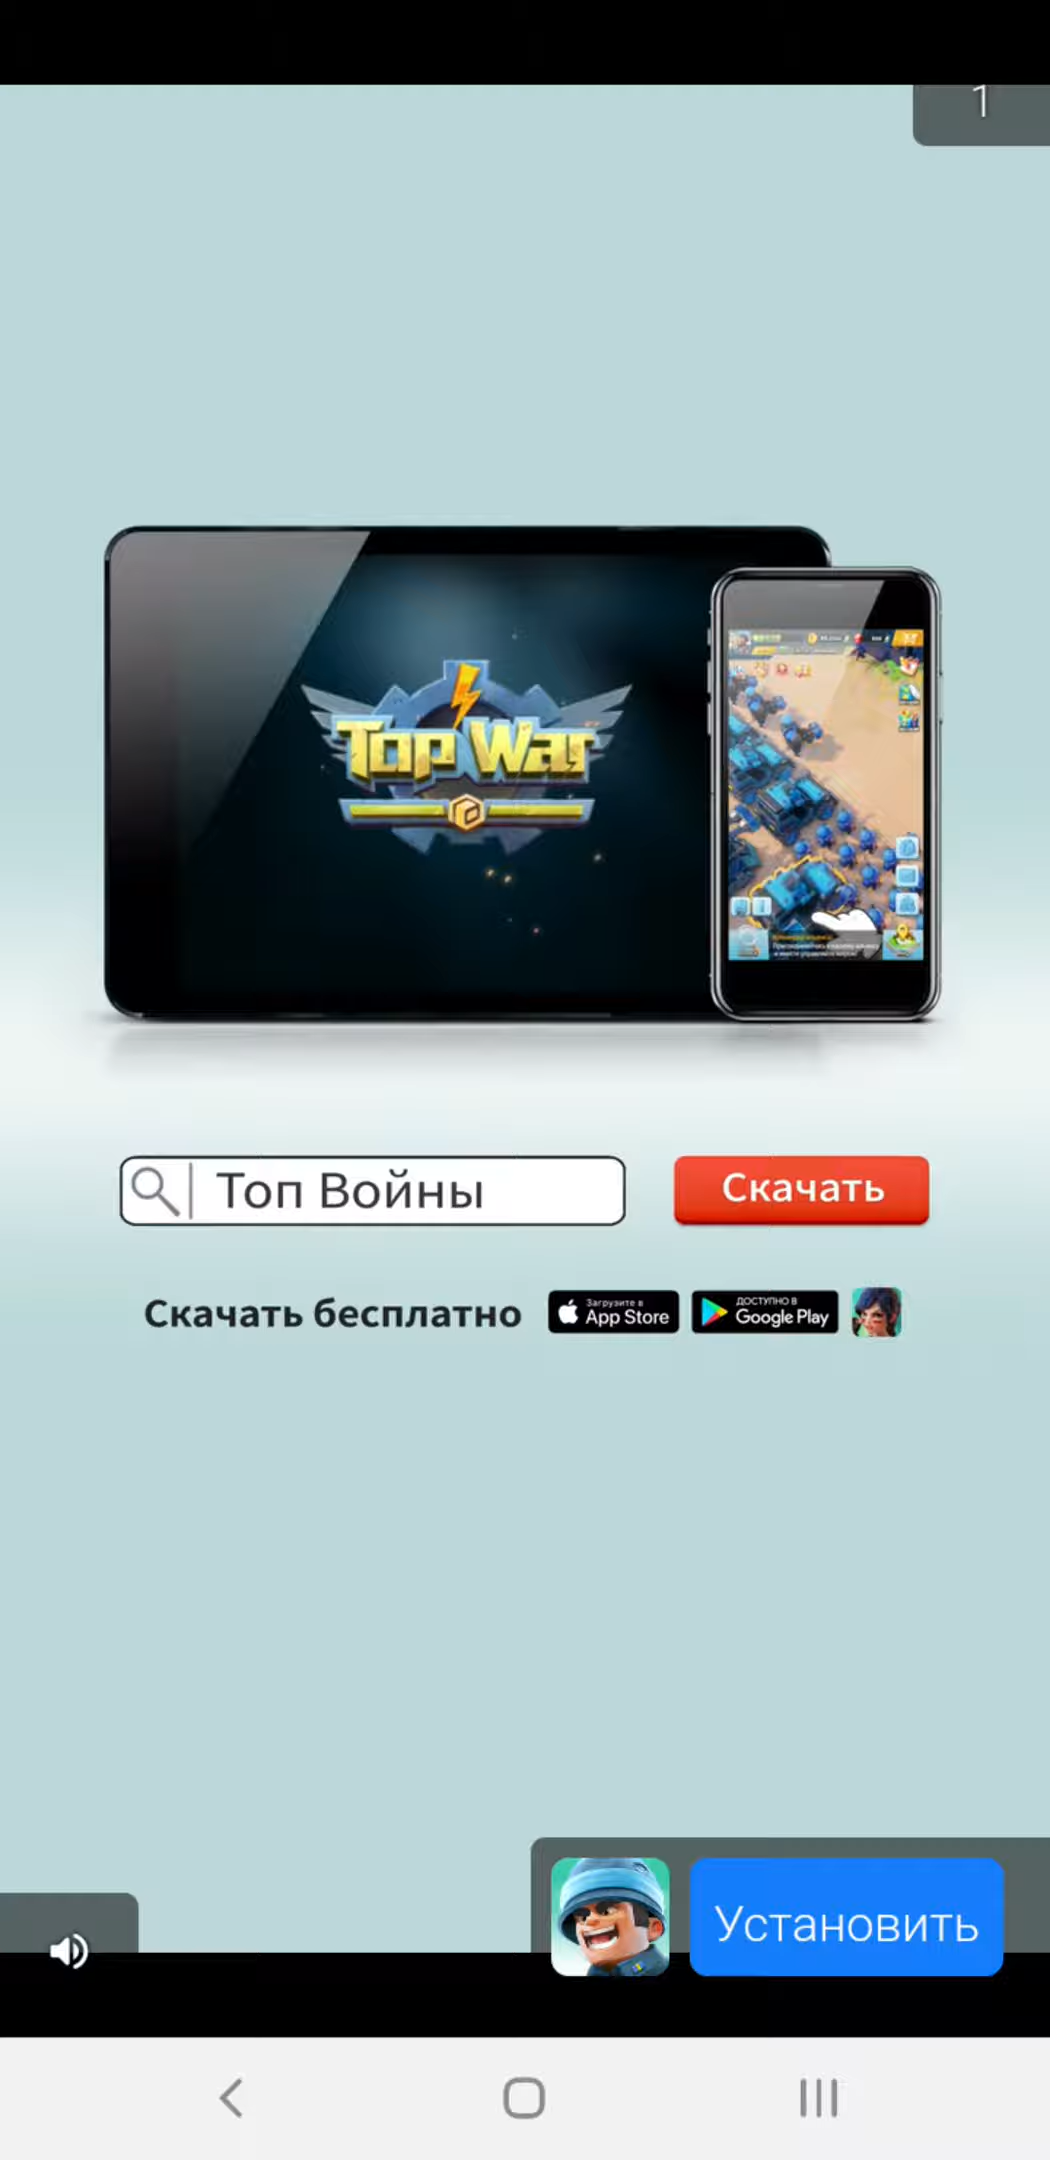 1
Top War
Топ Войны
Скачать
Скачать бесплатно
Загрузите в
App Store
ДОСТУПНО В
Google Play
Установить